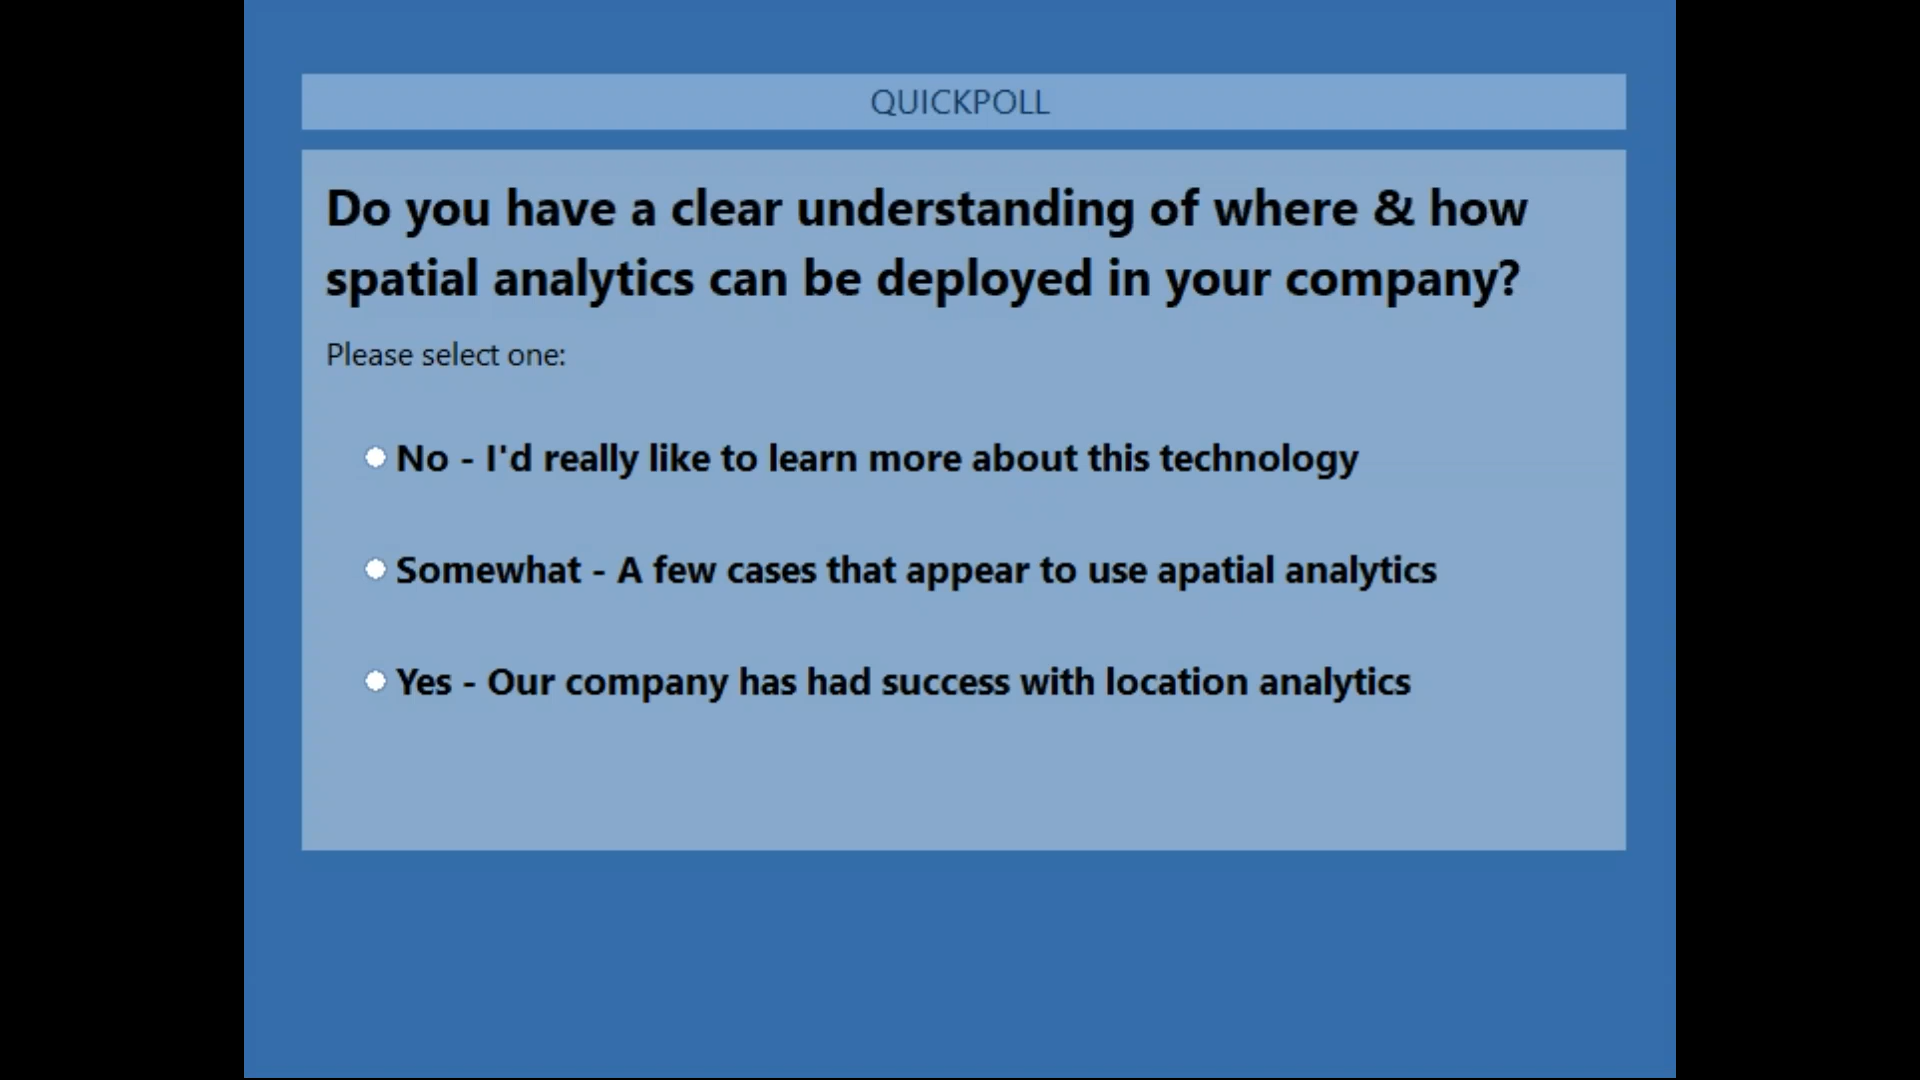 QUICKPOLL
Do you have a clear understanding of where & how
spatial analytics can be deployed in your company?
Please select one:
No - I'd really like to learn more about this technology
Somewhat - A few cases that appear to use apatial analytics
Yes - Our company has had success with location analytics